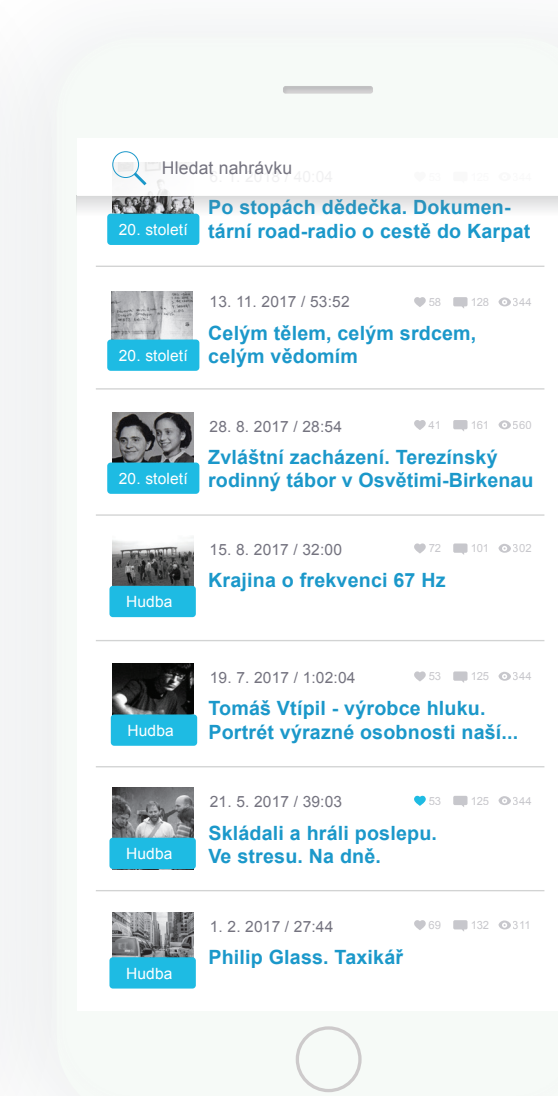 Hledat nahrávku
6. 1. 2018 / 40:04
Po stopách dědečka. Dokumen-
tární road-radio o cestě do Karpat
20. století
13. 11. 2017 / 53:52
58 128 344
Celým tělem, celým srdcem,
celým vědomím
20. století
28. 8. 2017 / 28:54
41 161 560
Zvláštní zacházení. Terezínský
rodinný tábor v Osvětimi-Birkenau
20. století
15. 8. 2017 / 32:00
72 101 302
Krajina o frekvenci 67 Hz
Hudba
19. 7. 2017 / 1:02:04
53 125 344
Tomáš Vtípil - výrobce hluku.
Portrét výrazné osobnosti naší...
Hudba
21. 5. 2017 / 39:03
53 125 344
Skládali a hráli poslepu.
Ve stresu. Na dně.
Hudba
1. 2. 2017 / 27:44
69 132 311
Philip Glass. Taxikář
Hudba